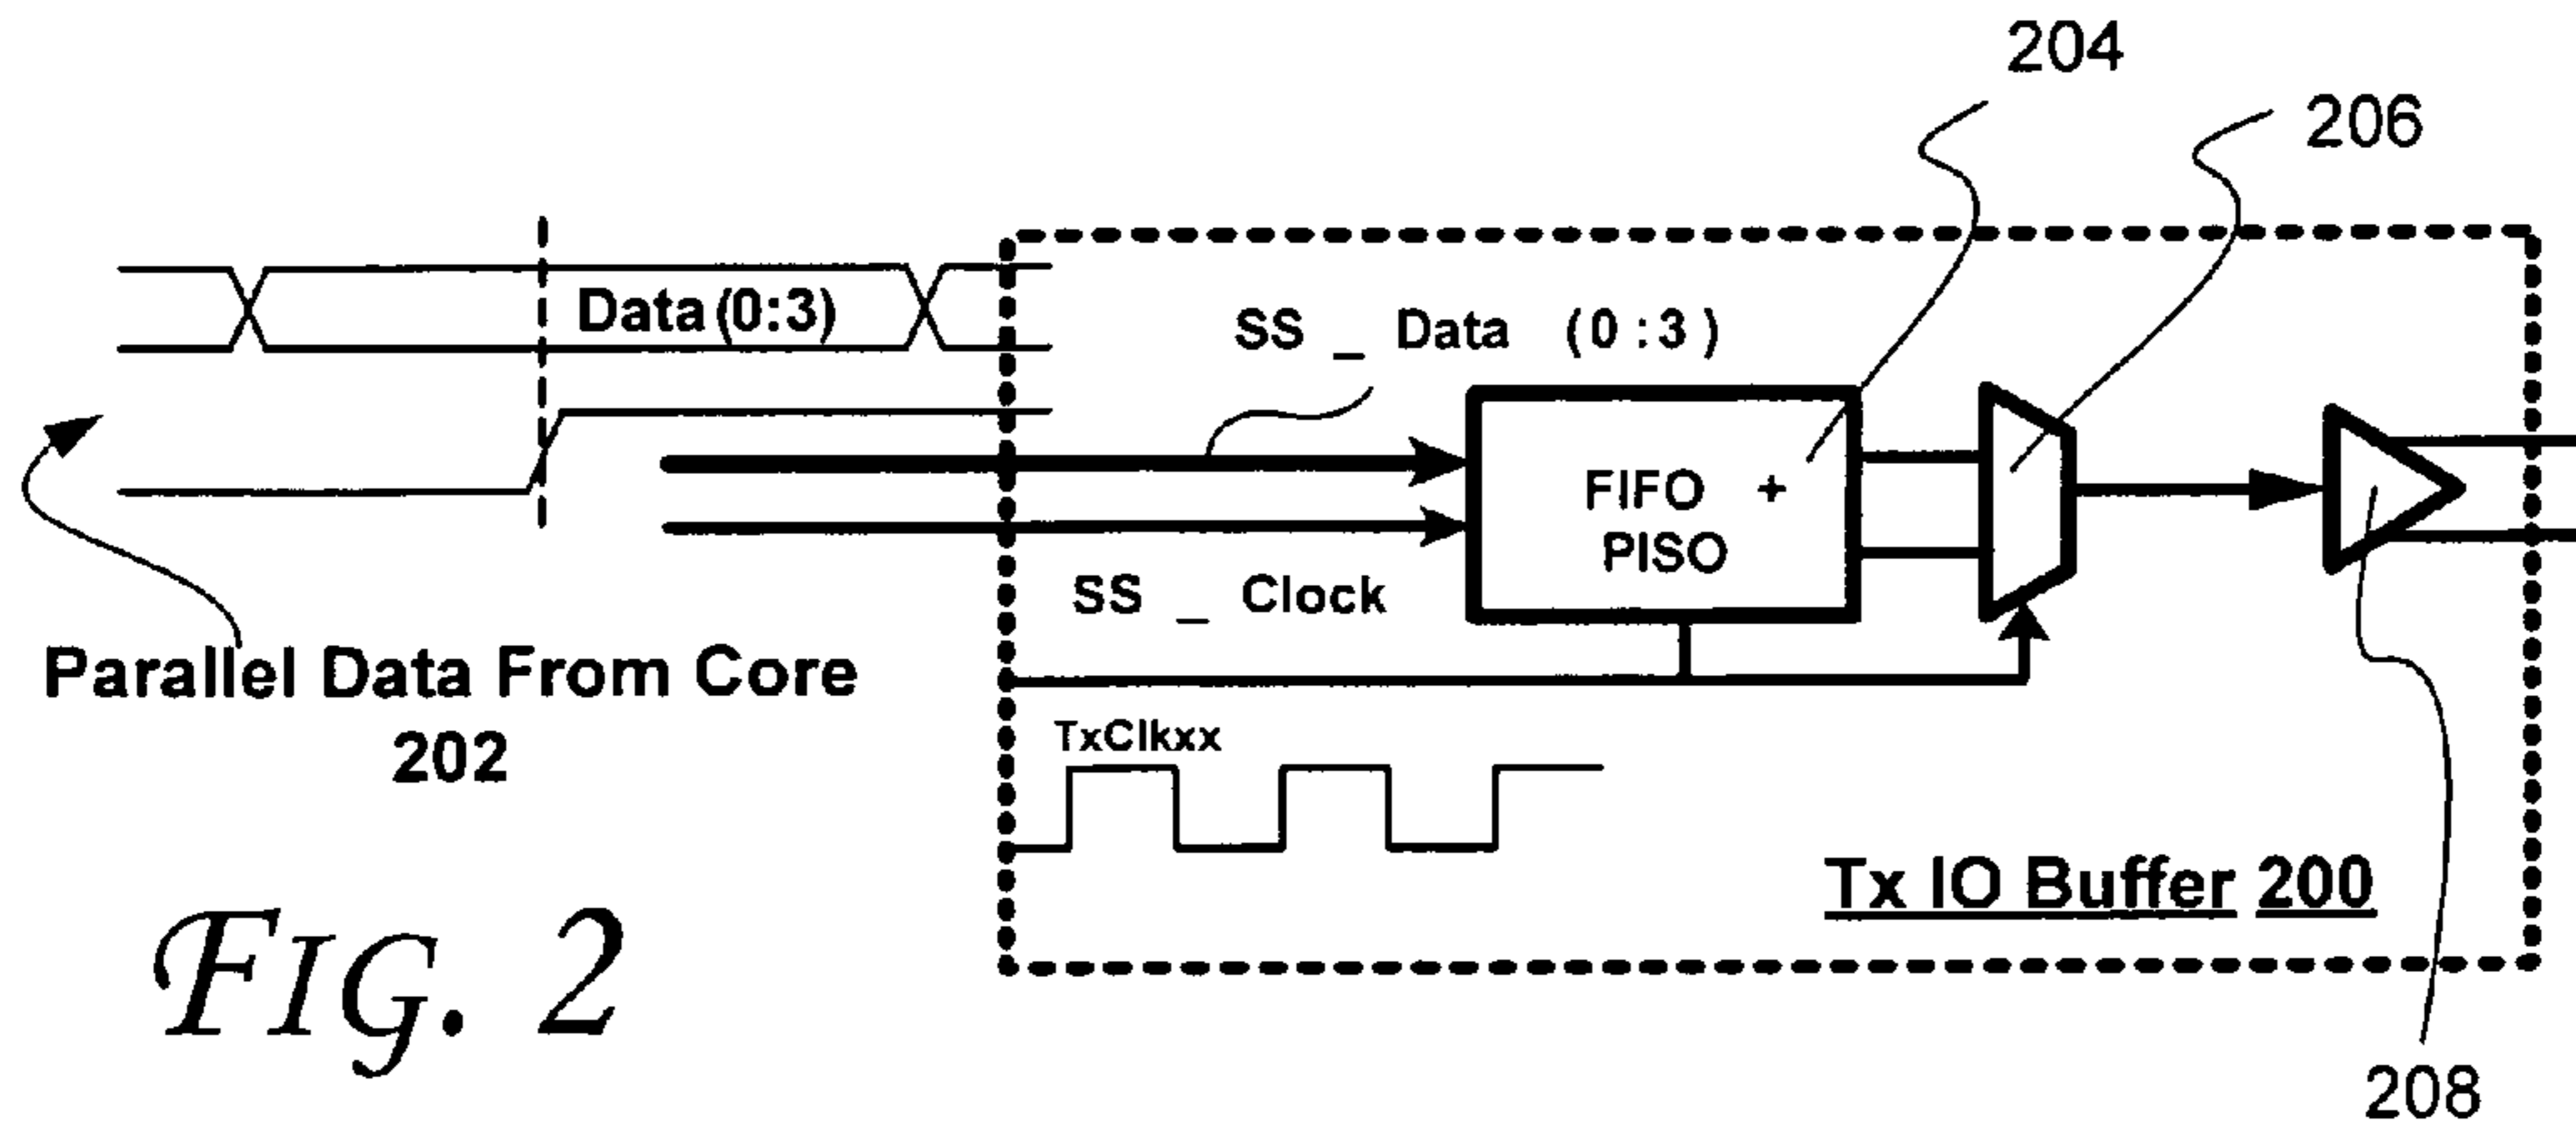 204
206
Data(0:3)
SS _ Data (0:3)
FIFO +
PISO
SS _ Clock
Parallel Data From Core
202
TxClkxx
Tx IO Buffer 200
FIG. 2
208